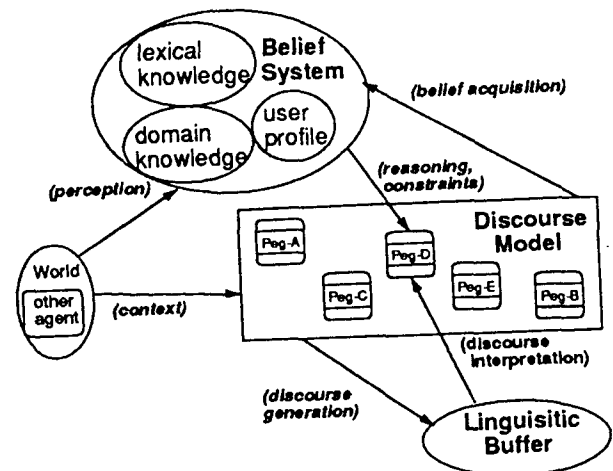 lexical
knowledge
Belief
System
domain
knowledge
user
profile
(belief acquisition)
(perception)
(reasoning,
constraints)
Discourse
Model
Peg-A
Peg-D
Peg-C
Peg-E
Peg-B
World
other
agent
(context)
(discourse
interpretation)
(discourse
generation)
Linguisitic
Buffer